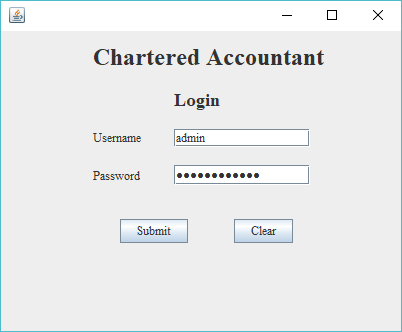 Chartered Accountant
Login
Username admin
Password ●●●●●●●●●●●●
Submit Clear